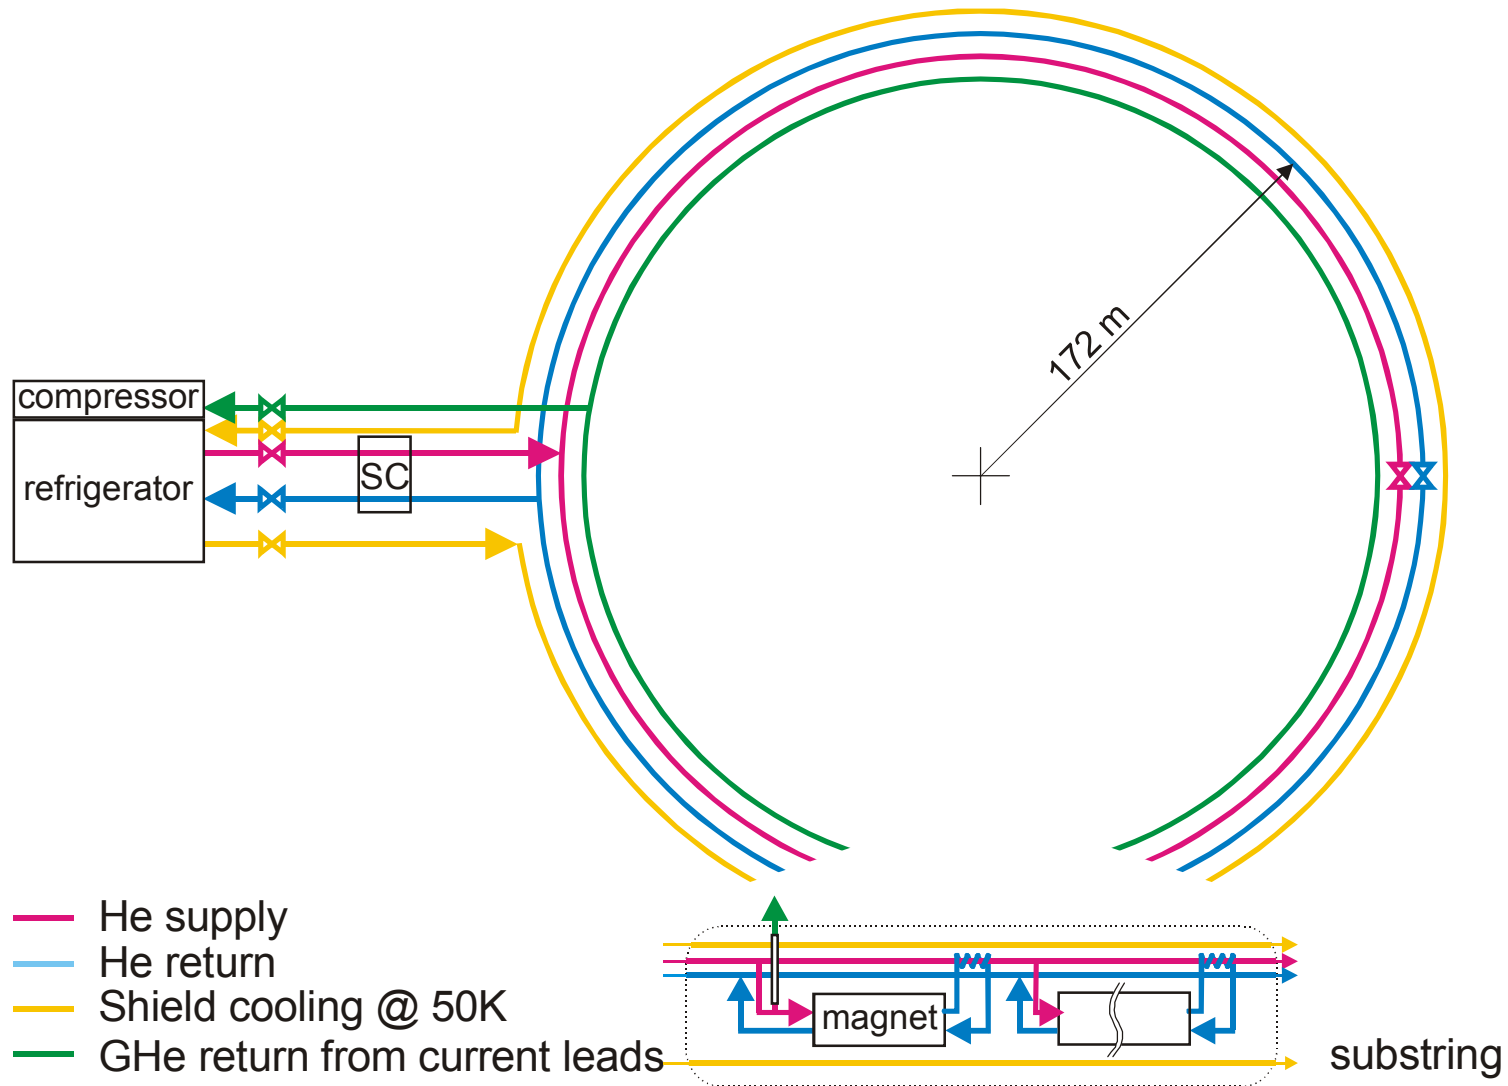 172 m
compressor
refrigerator
SC
He supply
He return
Shield cooling @ 50K
GHe return from current leads
magnet
substring